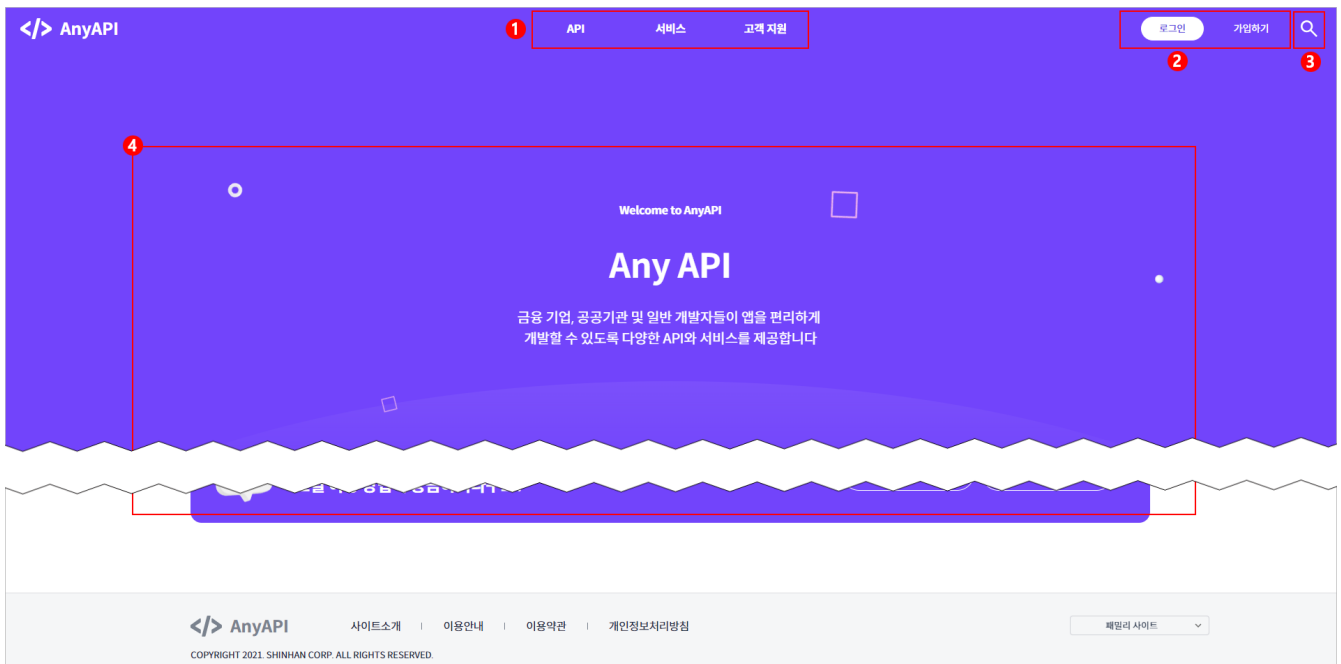 </> AnyAPI
1 API 서비스 고객 지원
로그인 가입하기
2 3
4
Welcome to AnyAPI
Any API
금융 기업, 공공기관 및 일반 개발자들이 앱을 편리하게
개발할 수 있도록 다양한 API와 서비스를 제공합니다
</> AnyAPI 사이트소개 | 이용안내 | 이용약관 | 개인정보처리방침 패밀리 사이트
COPYRIGHT 2021. SHINHAN CORP. ALL RIGHTS RESERVED.